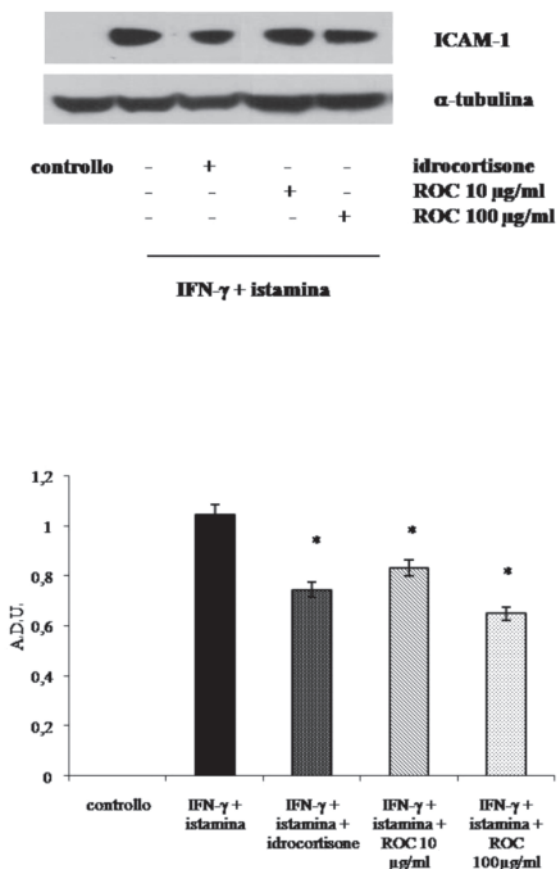 ICAM-1
α-tubulina
controllo - + - - idrocortisone
- - + - ROC 10 µg/ml
- - - + ROC 100 µg/ml
IFN-γ + istamina
1,2
1
0,8
0,6
0,4
0,2
0
A.D.U.
*
*
*
controllo
IFN-γ +
istamina
IFN-γ +
istamina +
idrocortisone
IFN-γ +
istamina +
ROC 10
µg/ml
IFN-γ +
istamina +
ROC
100µg/ml